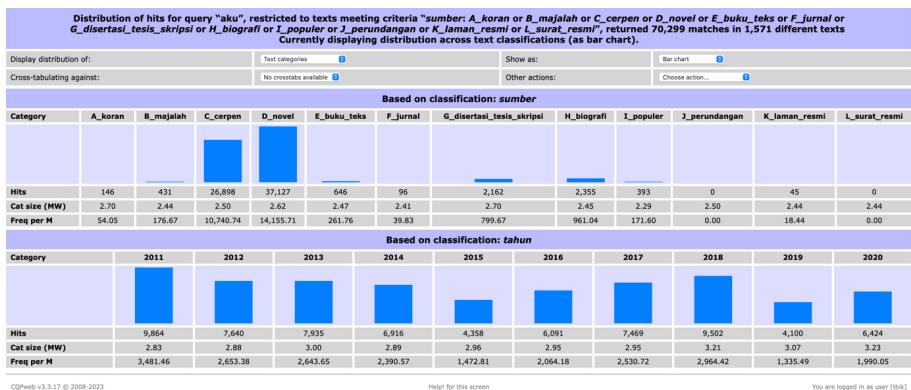 Distribution of hits for query "aku", restricted to texts meeting criteria "sumber: A_koran or B_majalah or C_cerpen or D_novel or E_buku_teks or F_jurnal or
G_disertasi_tesis_skripsi or H_biografi or I_populer or J_perundangan or K_laman_resmi or L_surat_resmi", returned 70,299 matches in 1,571 different texts
Currently displaying distribution across text classifications (as bar chart).
Display distribution of: Text categories Show as: Bar chart
Cross-tabulating against: No crosstabs available Other actions: Choose action...
Based on classification: sumber
Category A_koran B_majalah C_cerpen D_novel E_buku_teks F_jurnal G_disertasi_tesis_skripsi H_biografi I_populer J_perundangan K_laman_resmi L_surat_resmi
Hits 146 431 26,898 37,127 646 96 2,162 2,355 393 0 45 0
Cat size (MW) 2.70 2.44 2.50 2.62 2.47 2.41 2.70 2.45 2.29 2.50 2.44 2.44
Freq per M 54.05 176.67 10,740.74 14,155.71 261.76 39.83 799.67 961.04 171.60 0.00 18.44 0.00
Based on classification: tahun
Category 2011 2012 2013 2014 2015 2016 2017 2018 2019 2020
Hits 9,864 7,640 7,935 6,916 4,358 6,091 7,469 9,502 4,100 6,424
Cat size (MW) 2.83 2.88 3.00 2.89 2.96 2.95 2.95 3.21 3.07 3.23
Freq per M 3,481.46 2,653.38 2,643.65 2,390.57 1,472.81 2,064.18 2,530.72 2,964.42 1,335.49 1,990.05
CQPweb v3.3.17 © 2008-2023 Help! for this screen You are logged in as user [tbik]